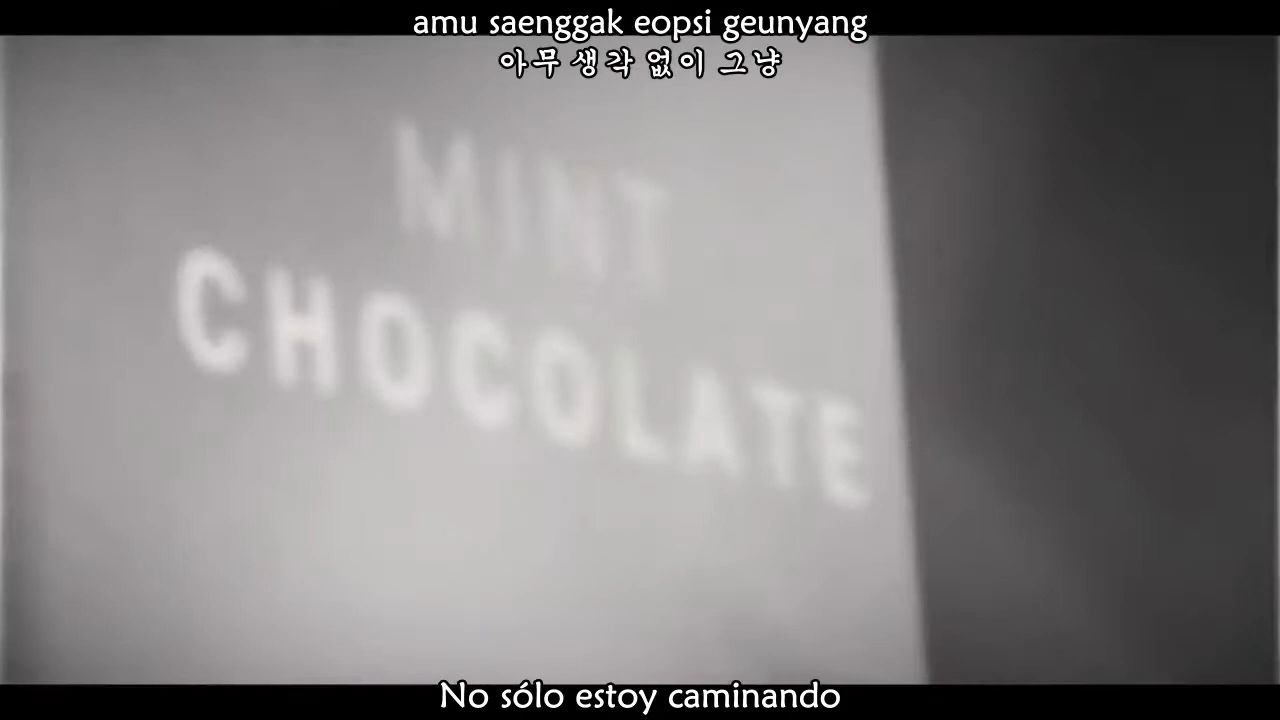 amu saenggak eopsi geunyang
아무 생각 없이 그냥
MINT
CHOCOLATE
No sólo estoy caminando